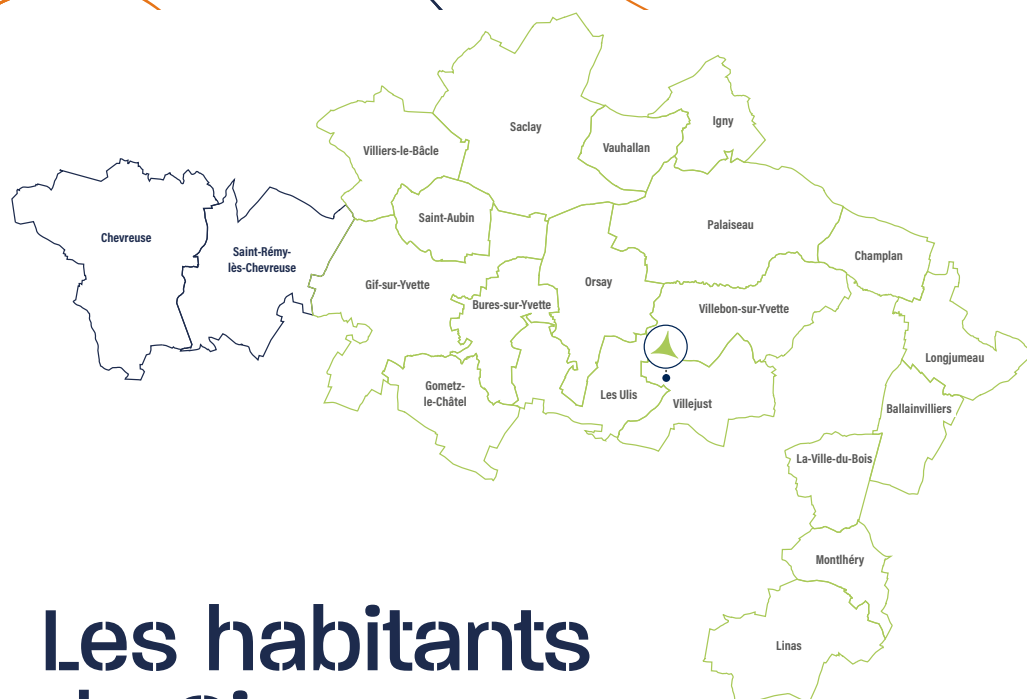 Saclay
Igny
Vauhallan
Villiers-le-Bâcle
Saint-Aubin
Palaiseau
Chevreuse
Saint-Rémy-
lès-Chevreuse
Champlan
Gif-sur-Yvette
Orsay
Bures-sur-Yvette
Villebon-sur-Yvette
Longjumeau
Gometz-
le-Châtel
Les Ulis
Villejust
Ballainvilliers
La-Ville-du-Bois
Montlhéry
Linas
Les habitants